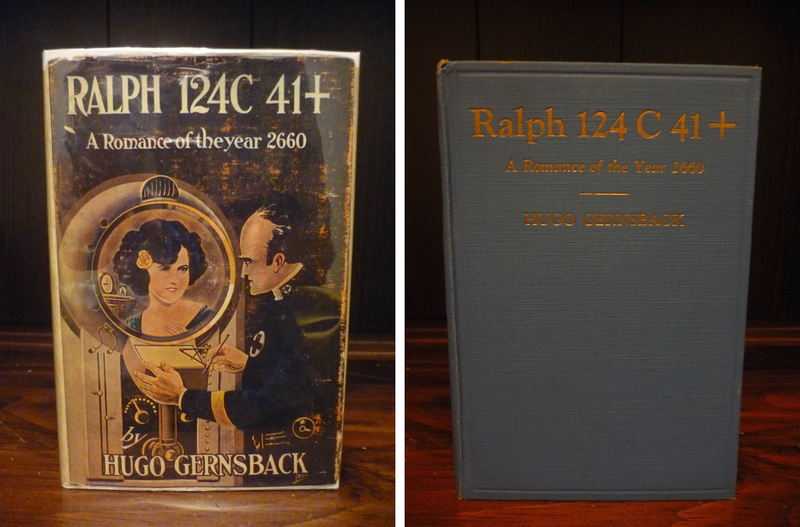 RALPH 124C 41+
A Romance of the year 2660
by
HUGO GERNSBACK
Ralph 124 C 41+
A Romance of the Year 2660
HUGO GERNSBACK